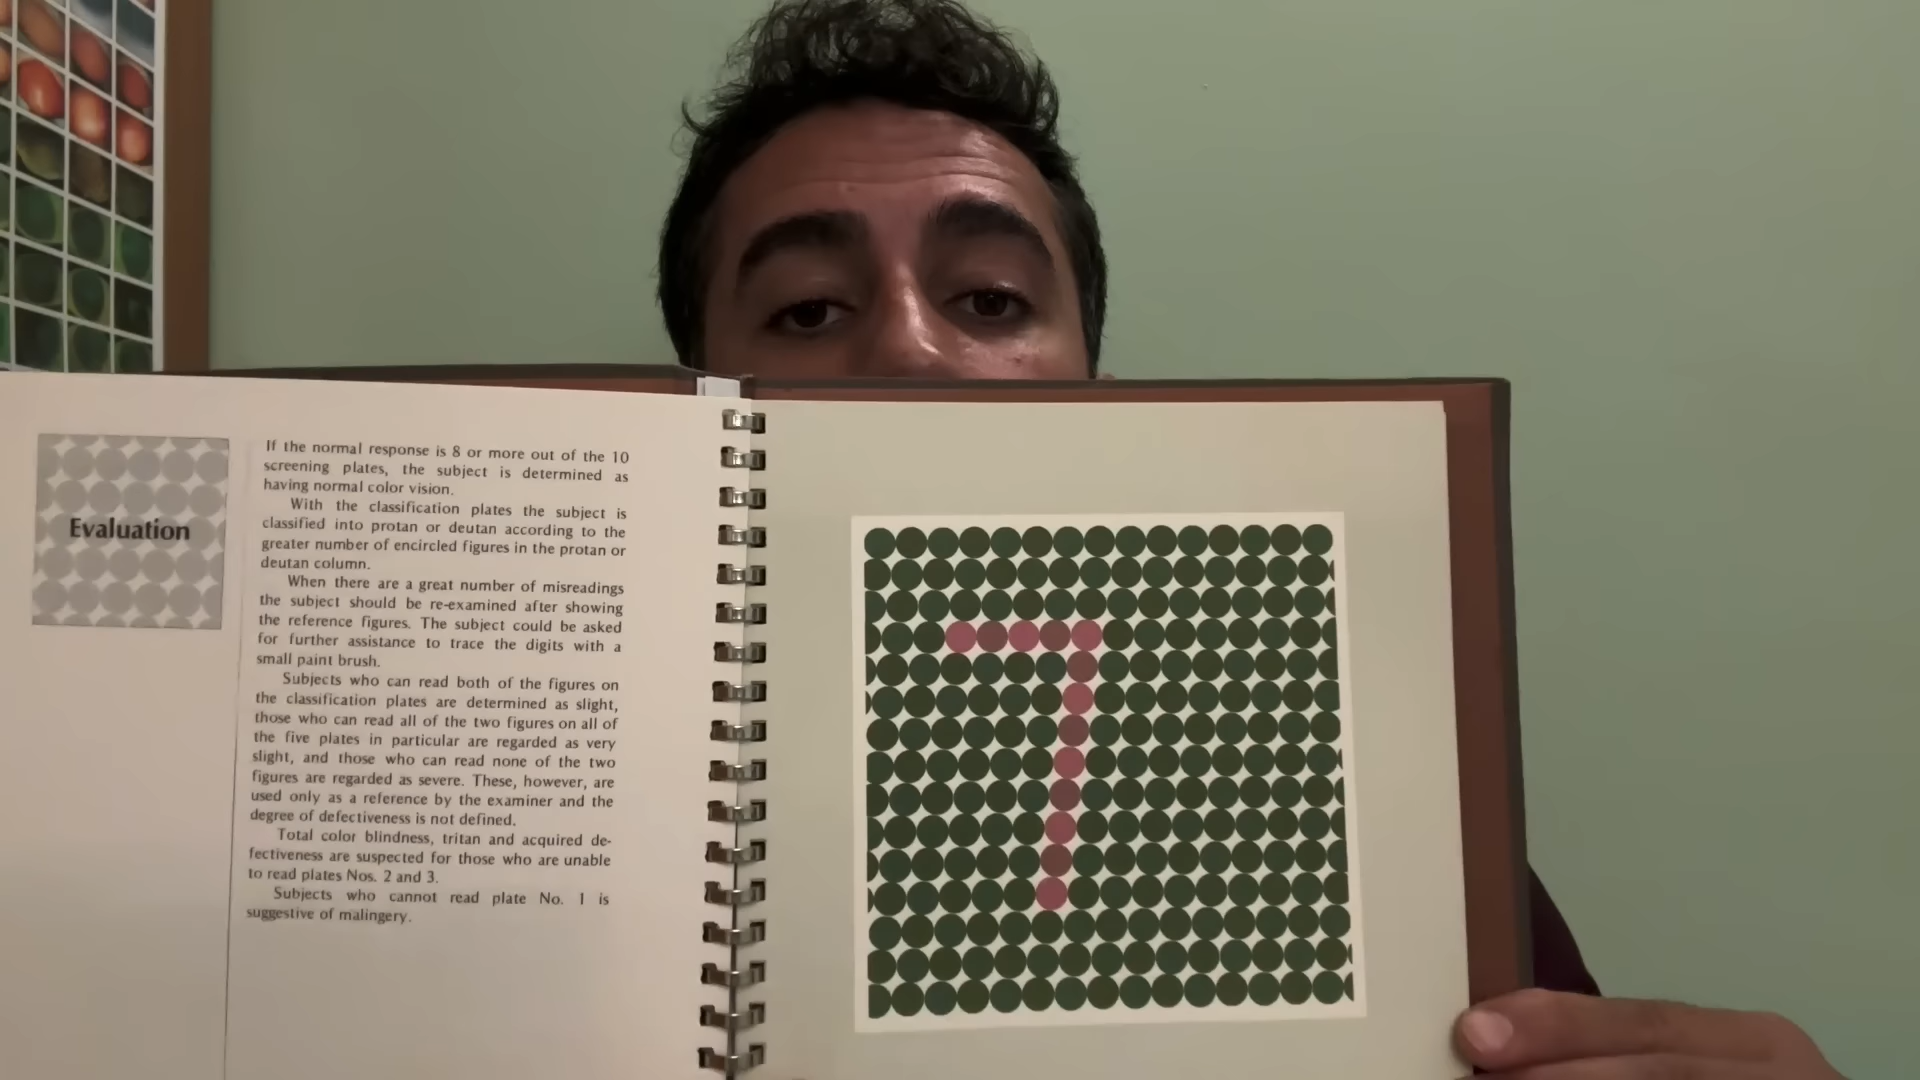 Evaluation
If the normal response is 8 or more out of the 10
screening plates, the subject is determined as
having normal color vision.
With the classification plates the subject is
classified into protan or deutan according to the
greater number of encircled figures in the protan or
deutan column.
When there are a great number of misreadings
the subject should be re-examined after showing
the reference figures. The subject could be asked
for further assistance to trace the digits with a
small paint brush.
Subjects who can read both of the figures on
the classification plates are determined as slight,
those who can read all of the two figures on all of
the five plates in particular are regarded as very
slight, and those who can read none of the two
figures are regarded as severe. These, however, are
used only as a reference by the examiner and the
degree of defectiveness is not defined.
Total color blindness, tritan and acquired de-
fectiveness are suspected for those who are unable
to read plates Nos. 2 and 3.
Subjects who cannot read plate No. 1 is
suggestive of malingery.
7